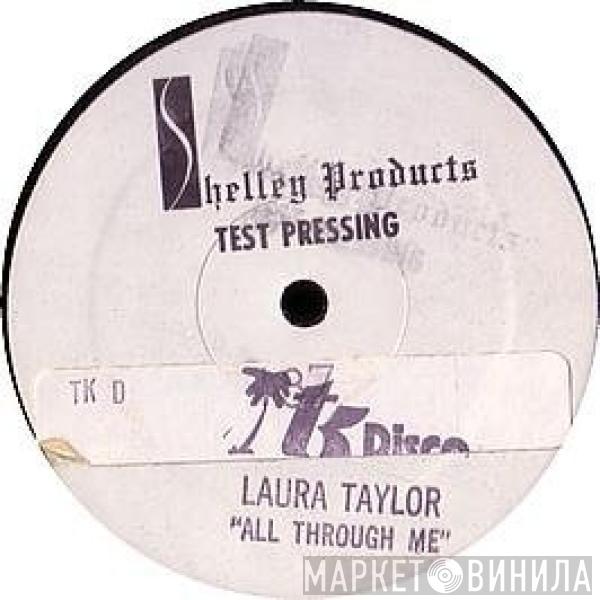 Shelley Products
TEST PRESSING
TK D
TK Disco
LAURA TAYLOR
"ALL THROUGH ME"
МАРКЕТ ВИНИЛА